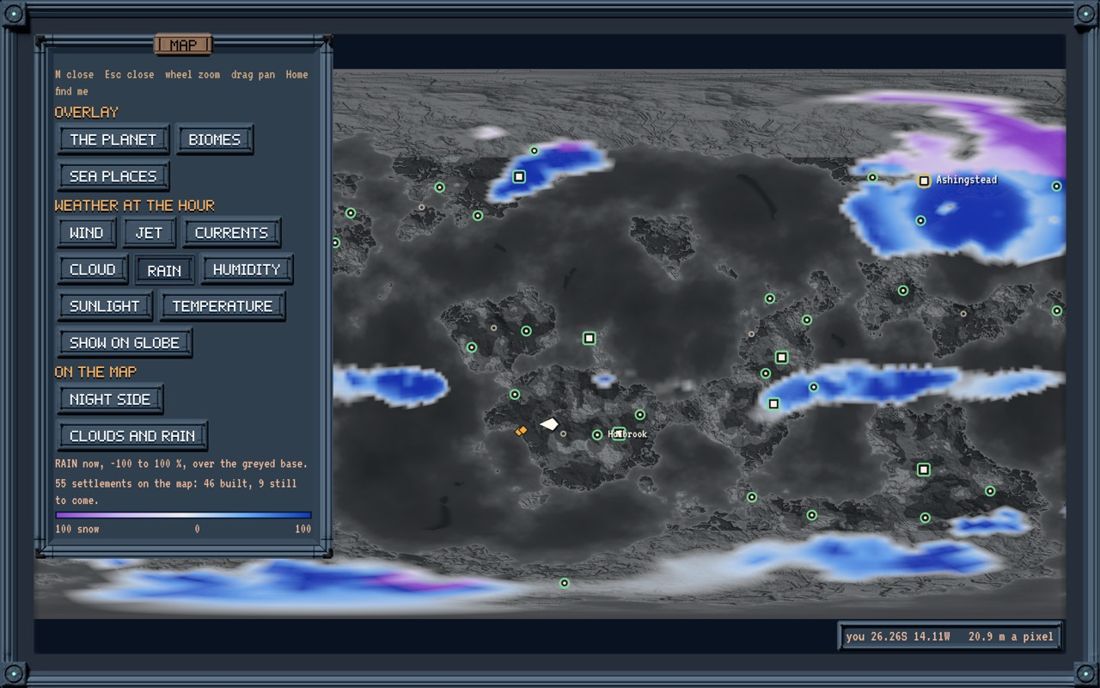 MAP
M close Esc close wheel zoom drag pan Home
find me
OVERLAY
THE PLANET BIOMES
SEA PLACES
WEATHER AT THE HOUR
WIND JET CURRENTS
CLOUD RAIN HUMIDITY
SUNLIGHT TEMPERATURE
SHOW ON GLOBE
ON THE MAP
NIGHT SIDE
CLOUDS AND RAIN
RAIN now, -100 to 100 %, over the greyed base.
55 settlements on the map: 46 built, 9 still
to come.
100 snow 0 100
Ashingstead
you 26.26S 14.11W 20.9 m a pixel